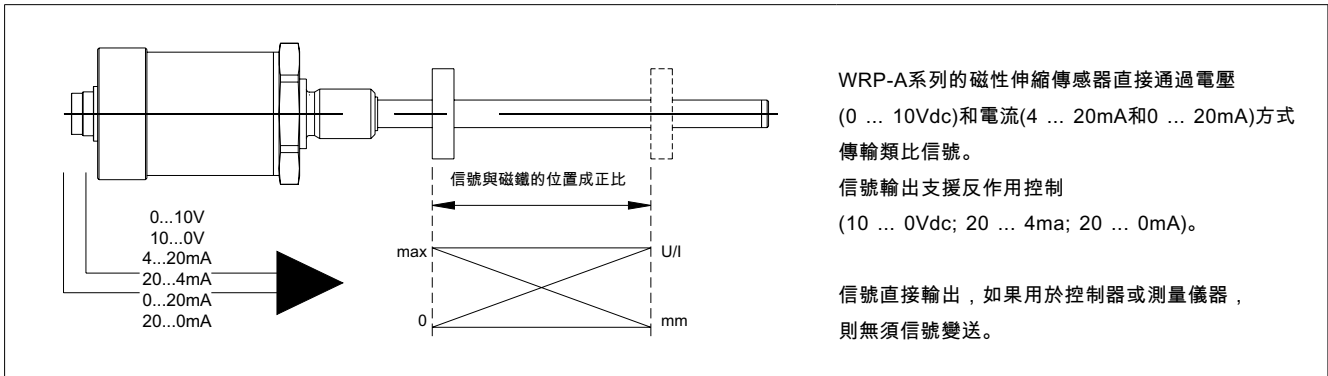 WRP-A系列的磁性伸縮傳感器直接通過電壓
(0 ... 10Vdc)和電流(4 ... 20mA和0 ... 20mA)方式
傳輸類比信號。
信號輸出支援反作用控制
(10 ... 0Vdc; 20 ... 4ma; 20 ... 0mA)。
信號直接輸出，如果用於控制器或測量儀器，
則無須信號變送。
信號與磁鐵的位置成正比
0...10V
10...0V
4...20mA
20...4mA
0...20mA
20...0mA
max
U/I
0
mm